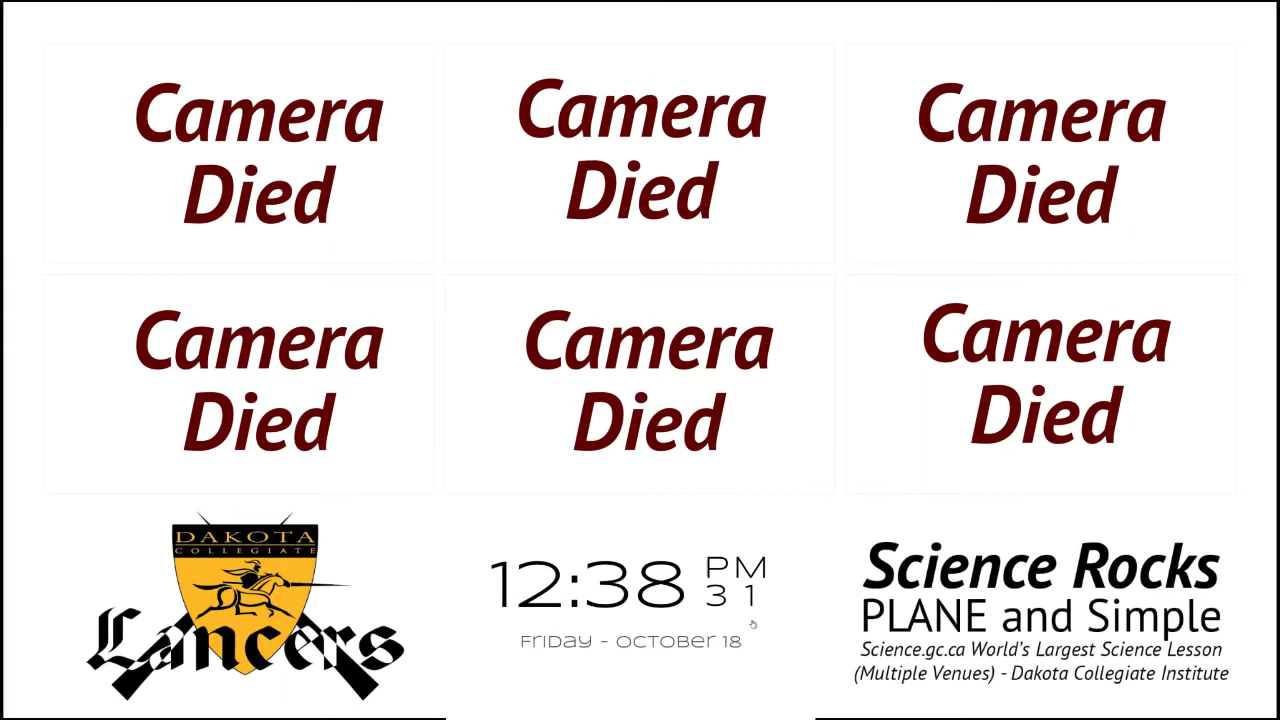 Camera
Died
Camera
Died
Camera
Died
Camera
Died
Camera
Died
Camera
Died
DAKOTA
COLLEGIATE
Lancers
12:38 PM
31
Friday - October 18
Science Rocks
PLANE and Simple
Science.gc.ca World's Largest Science Lesson
(Multiple Venues) - Dakota Collegiate Institute